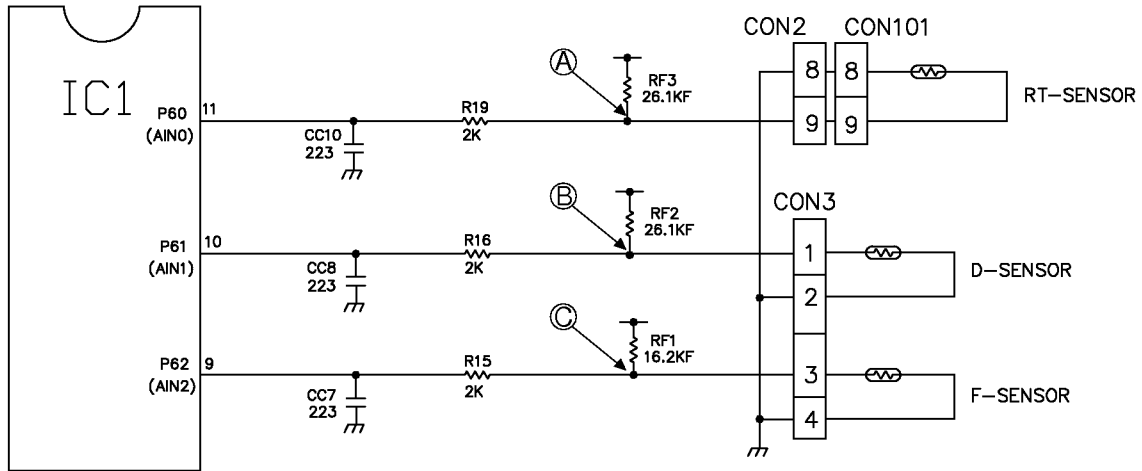 CON2 CON101
IC1
A
RF3
26.1KF
8 8
RT-SENSOR
P60
(AIN0)
11
CC10
223
R19
2K
9 9
B
RF2
26.1KF
CON3
P61
(AIN1)
10
CC8
223
R16
2K
1
D-SENSOR
2
C
RF1
16.2KF
P62
(AIN2)
9
CC7
223
R15
2K
3
F-SENSOR
4